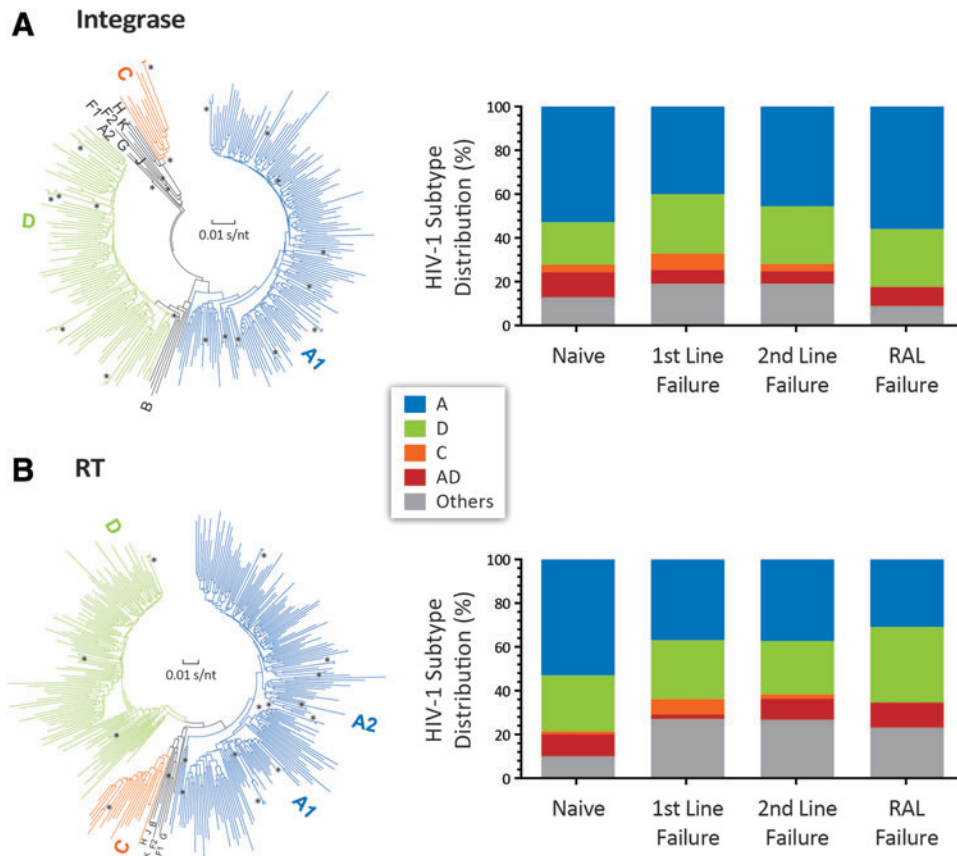 A Integrase
C
H
K
F2
F1
A2
G
J
D
0.01 s/nt
A1
B
HIV-1 Subtype
Distribution (%)
100
80
60
40
20
0
Naive
1st Line
Failure
2nd Line
Failure
RAL
Failure
A
D
C
AD
Others
B RT
D
0.01 s/nt
A2
A1
C
K
H
J
F2
B
F1
G
HIV-1 Subtype
Distribution (%)
100
80
60
40
20
0
Naive
1st Line
Failure
2nd Line
Failure
RAL
Failure